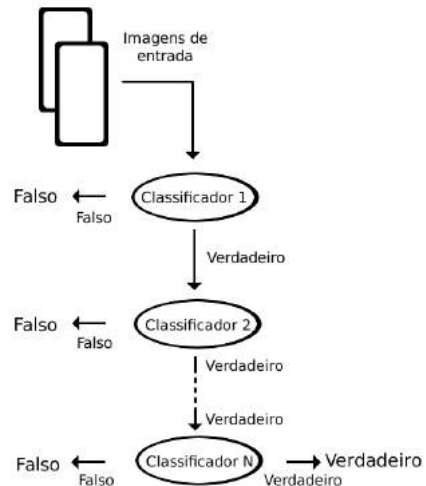 Imagens de
entrada
Falso
Falso
Classificador 1
Verdadeiro
Falso
Falso
Classificador 2
Verdadeiro
Verdadeiro
Falso
Falso
Classificador N
Verdadeiro
Verdadeiro